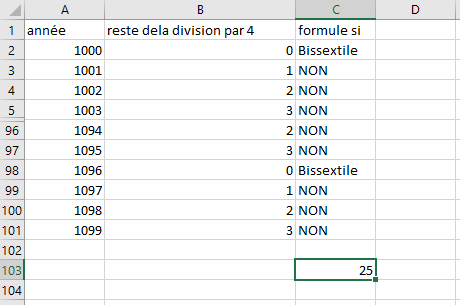 A B C D
1 année reste dela division par 4 formule si
2 1000 0 Bissextile
3 1001 1 NON
4 1002 2 NON
5 1003 3 NON
96 1094 2 NON
97 1095 3 NON
98 1096 0 Bissextile
99 1097 1 NON
100 1098 2 NON
101 1099 3 NON
102
103 25
104